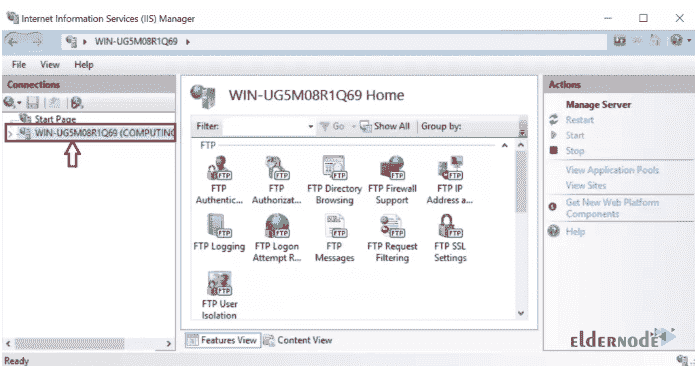 Internet Information Services (IIS) Manager
WIN-UG5M08R1Q69
File View Help
Connections
Start Page
WIN-UG5M08R1Q69 (COMPUTING
WIN-UG5M08R1Q69 Home
Filter: Go Show All Group by:
FTP
FTP Authentic...
FTP Authorizat...
FTP Directory Browsing
FTP Firewall Support
FTP IP Address a...
FTP Logging
FTP Logon Attempt R...
FTP Messages
FTP Request Filtering
FTP SSL Settings
FTP User Isolation
Features View Content View
Actions
Manage Server
Restart
Start
Stop
View Application Pools
View Sites
Get New Web Platform
Components
Help
eldernode
Ready